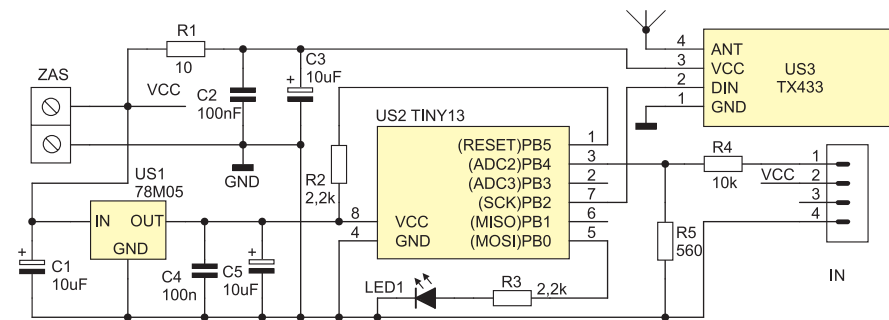 R1
10
ZAS
VCC
C2
100nF
C3
10uF
GND
US1
78M05
IN OUT
GND
C1
10uF
C4
100n
C5
10uF
R2
2,2k
US2 TINY13
(RESET)PB5 1
(ADC2)PB4 3
(ADC3)PB3 2
(SCK)PB2 7
(MISO)PB1 6
(MOSI)PB0 5
8 VCC
4 GND
LED1
R3
2,2k
4 ANT
3 VCC
2 DIN
1 GND
US3
TX433
R4
10k
R5
560
VCC
1
2
3
4
IN
+
+
+